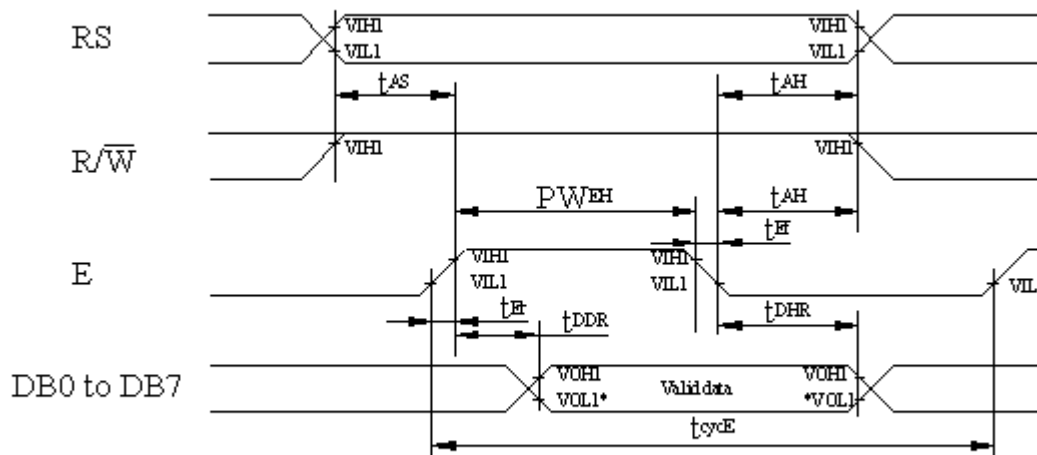 RS VIH1 VIH1
VIL1 VIL1
tAS tAH
R/W̅ VIH1 VIH1
PWEH tAH
tEf
E VIH1 VIH1
VIL1 VIL1 VIL
tEr tDDR tDHR
DB0 to DB7 VOH1 Valid data VOH1
VOL1* *VOL1
tcycE